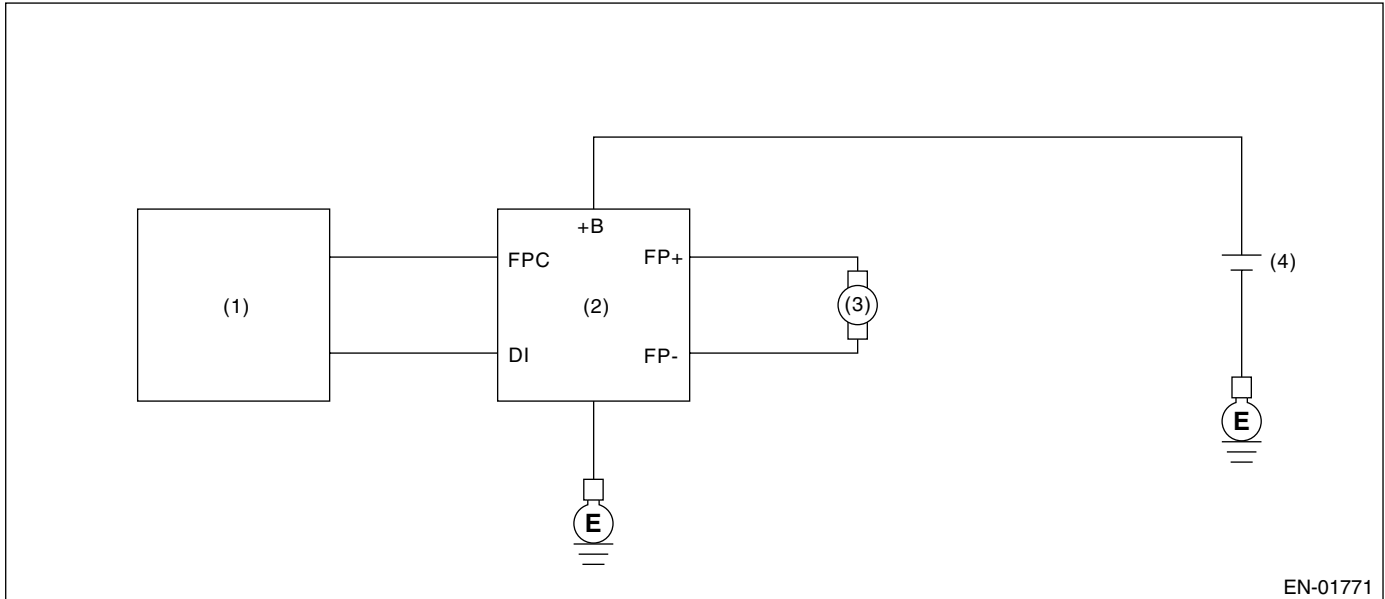 +B
FPC
FP+
(4)
(1)
(2)
(3)
DI
FP-
E
E
EN-01771